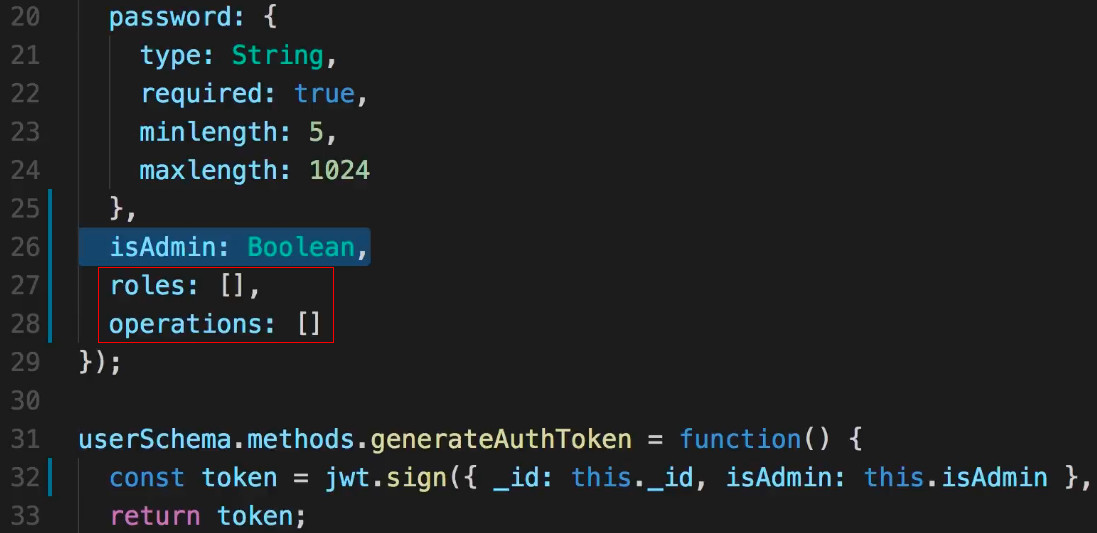 20 password: {
21 type: String,
22 required: true,
23 minlength: 5,
24 maxlength: 1024
25 },
26 isAdmin: Boolean,
27 roles: [],
28 operations: []
29 });
30
31 userSchema.methods.generateAuthToken = function() {
32 const token = jwt.sign({ _id: this._id, isAdmin: this.isAdmin },
33 return token;